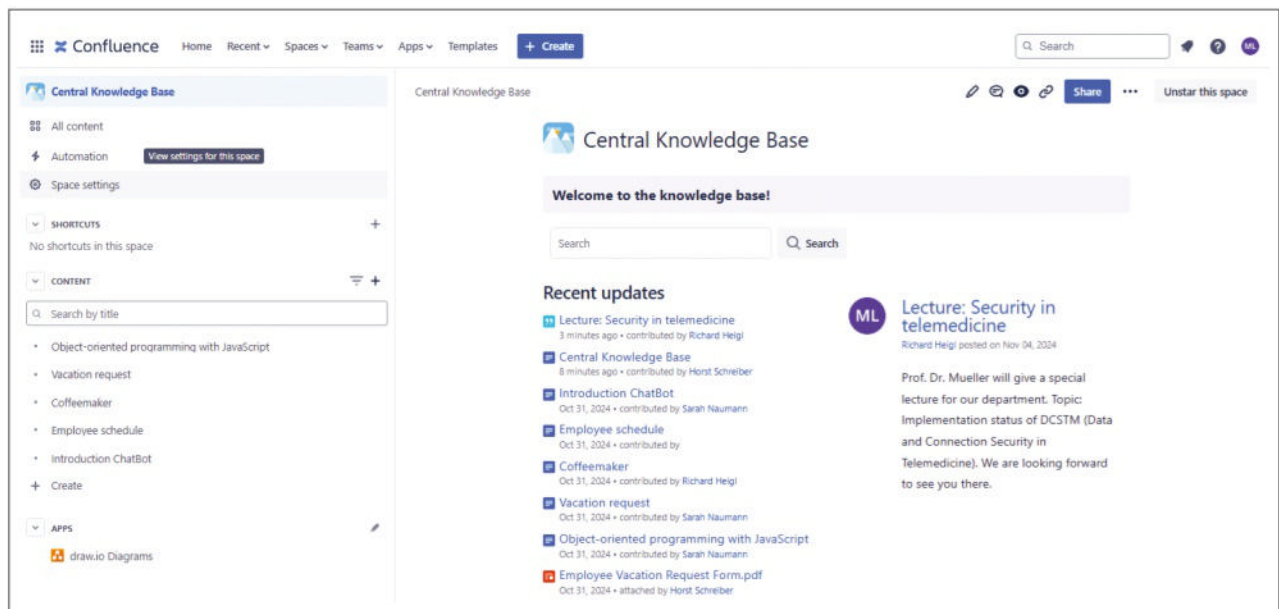 Confluence Home Recent Spaces Teams Apps Templates + Create Search ML
Central Knowledge Base
All content
Automation View settings for this space
Space settings
SHORTCUTS
No shortcuts in this space
CONTENT
Search by title
Object-oriented programming with JavaScript
Vacation request
Coffeemaker
Employee schedule
Introduction ChatBot
+ Create
APPS
draw.io Diagrams
Central Knowledge Base Share Unstar this space
Central Knowledge Base
Welcome to the knowledge base!
Search Search
Recent updates
Lecture: Security in telemedicine
3 minutes ago • contributed by Richard Heigl
Central Knowledge Base
8 minutes ago • contributed by Horst Schreiber
Introduction ChatBot
Oct 31, 2024 • contributed by Sarah Naumann
Employee schedule
Oct 31, 2024 • contributed by
Coffeemaker
Oct 31, 2024 • contributed by Richard Heigl
Vacation request
Oct 31, 2024 • contributed by Sarah Naumann
Object-oriented programming with JavaScript
Oct 31, 2024 • contributed by Sarah Naumann
Employee Vacation Request Form.pdf
Oct 31, 2024 • attached by Horst Schreiber
ML
Lecture: Security in
telemedicine
Richard Heigl posted on Nov 04, 2024
Prof. Dr. Mueller will give a special
lecture for our department. Topic:
Implementation status of DCSTM (Data
and Connection Security in
Telemedicine). We are looking forward
to see you there.